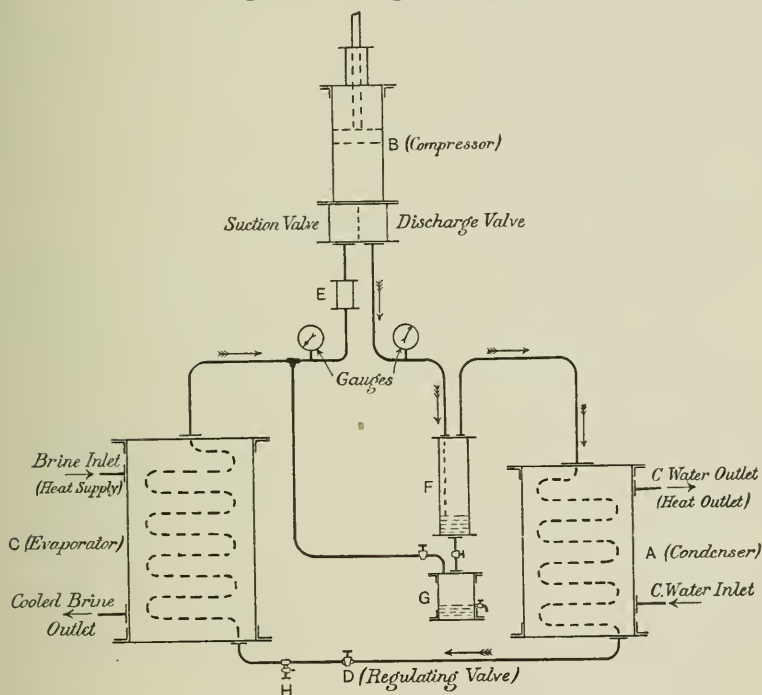 B (Compressor)
Suction Valve
Discharge Valve
E
Gauges
Brine Inlet
(Heat Supply)
F
C Water Outlet
(Heat Outlet)
C (Evaporator)
A (Condenser)
Cooled Brine
Outlet
G
C. Water Inlet
H
D (Regulating Valve)